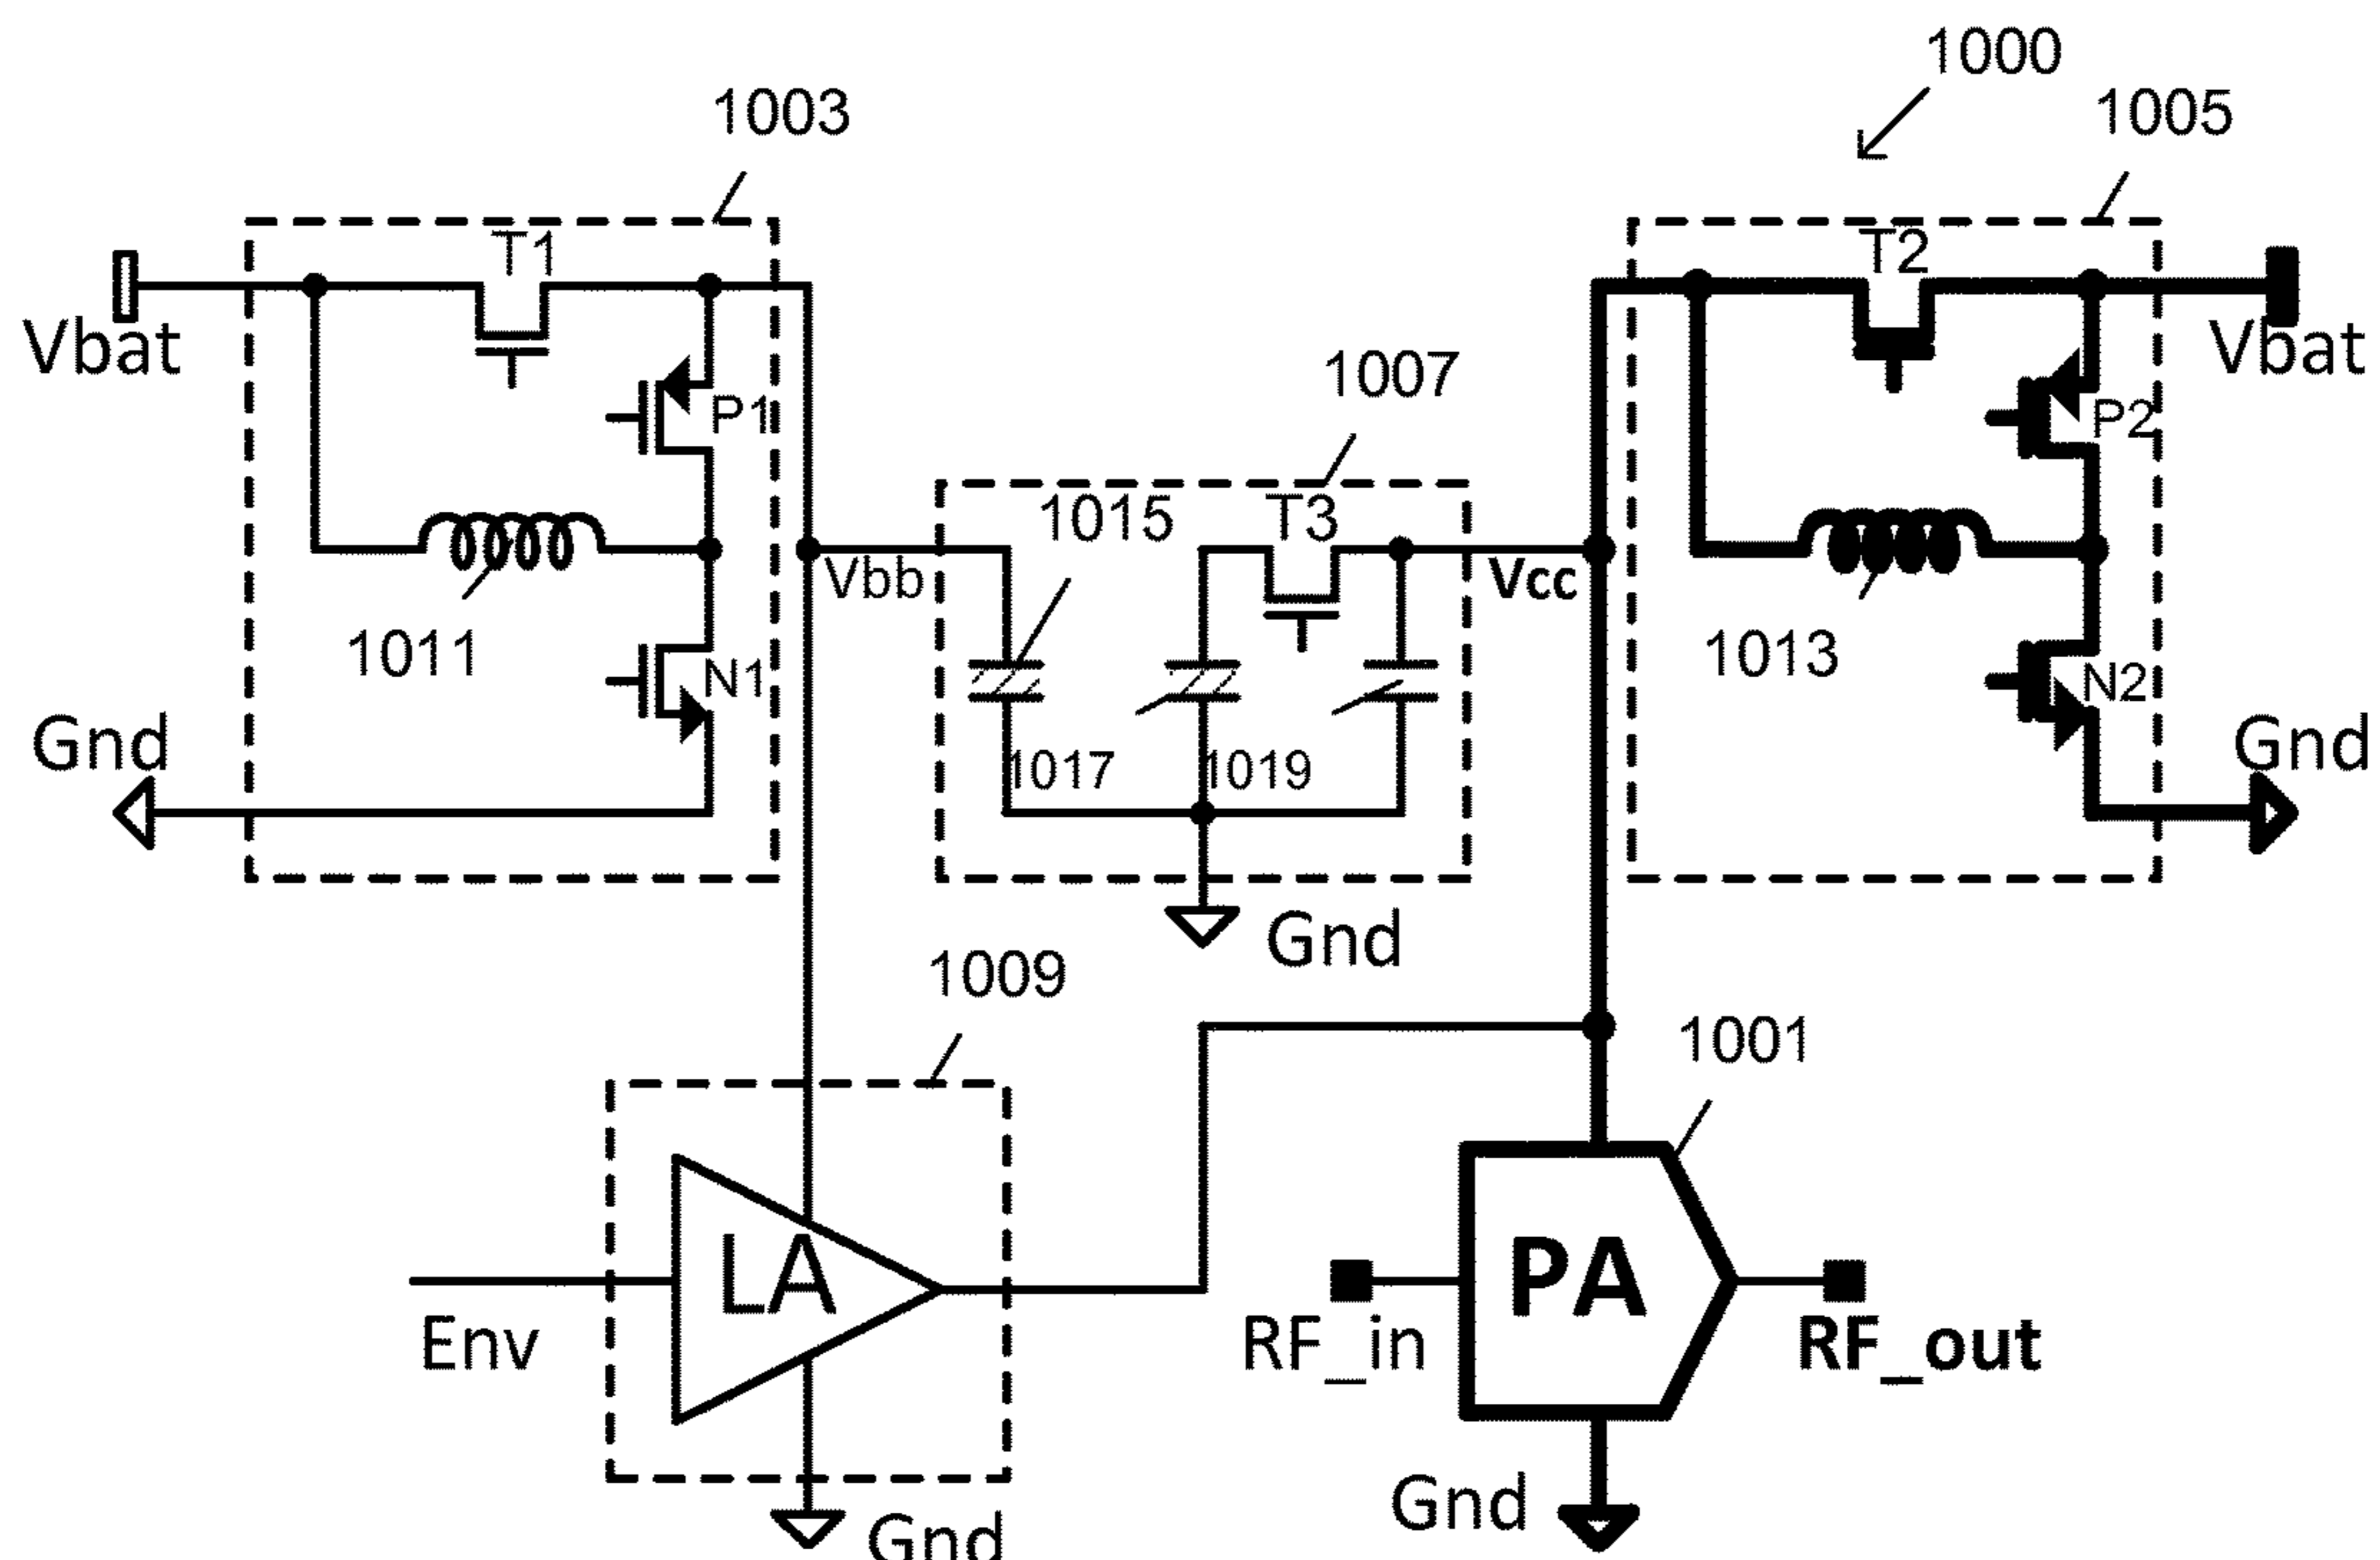 1000
1003
1005
T1
T2
Vbat
Vbat
1007
P1
P2
1015
T3
Vbb
Vcc
1011
1013
N1
N2
Gnd
Gnd
1017
1019
Gnd
1009
1001
LA
PA
Env
RF_in
RF_out
Gnd
Gnd